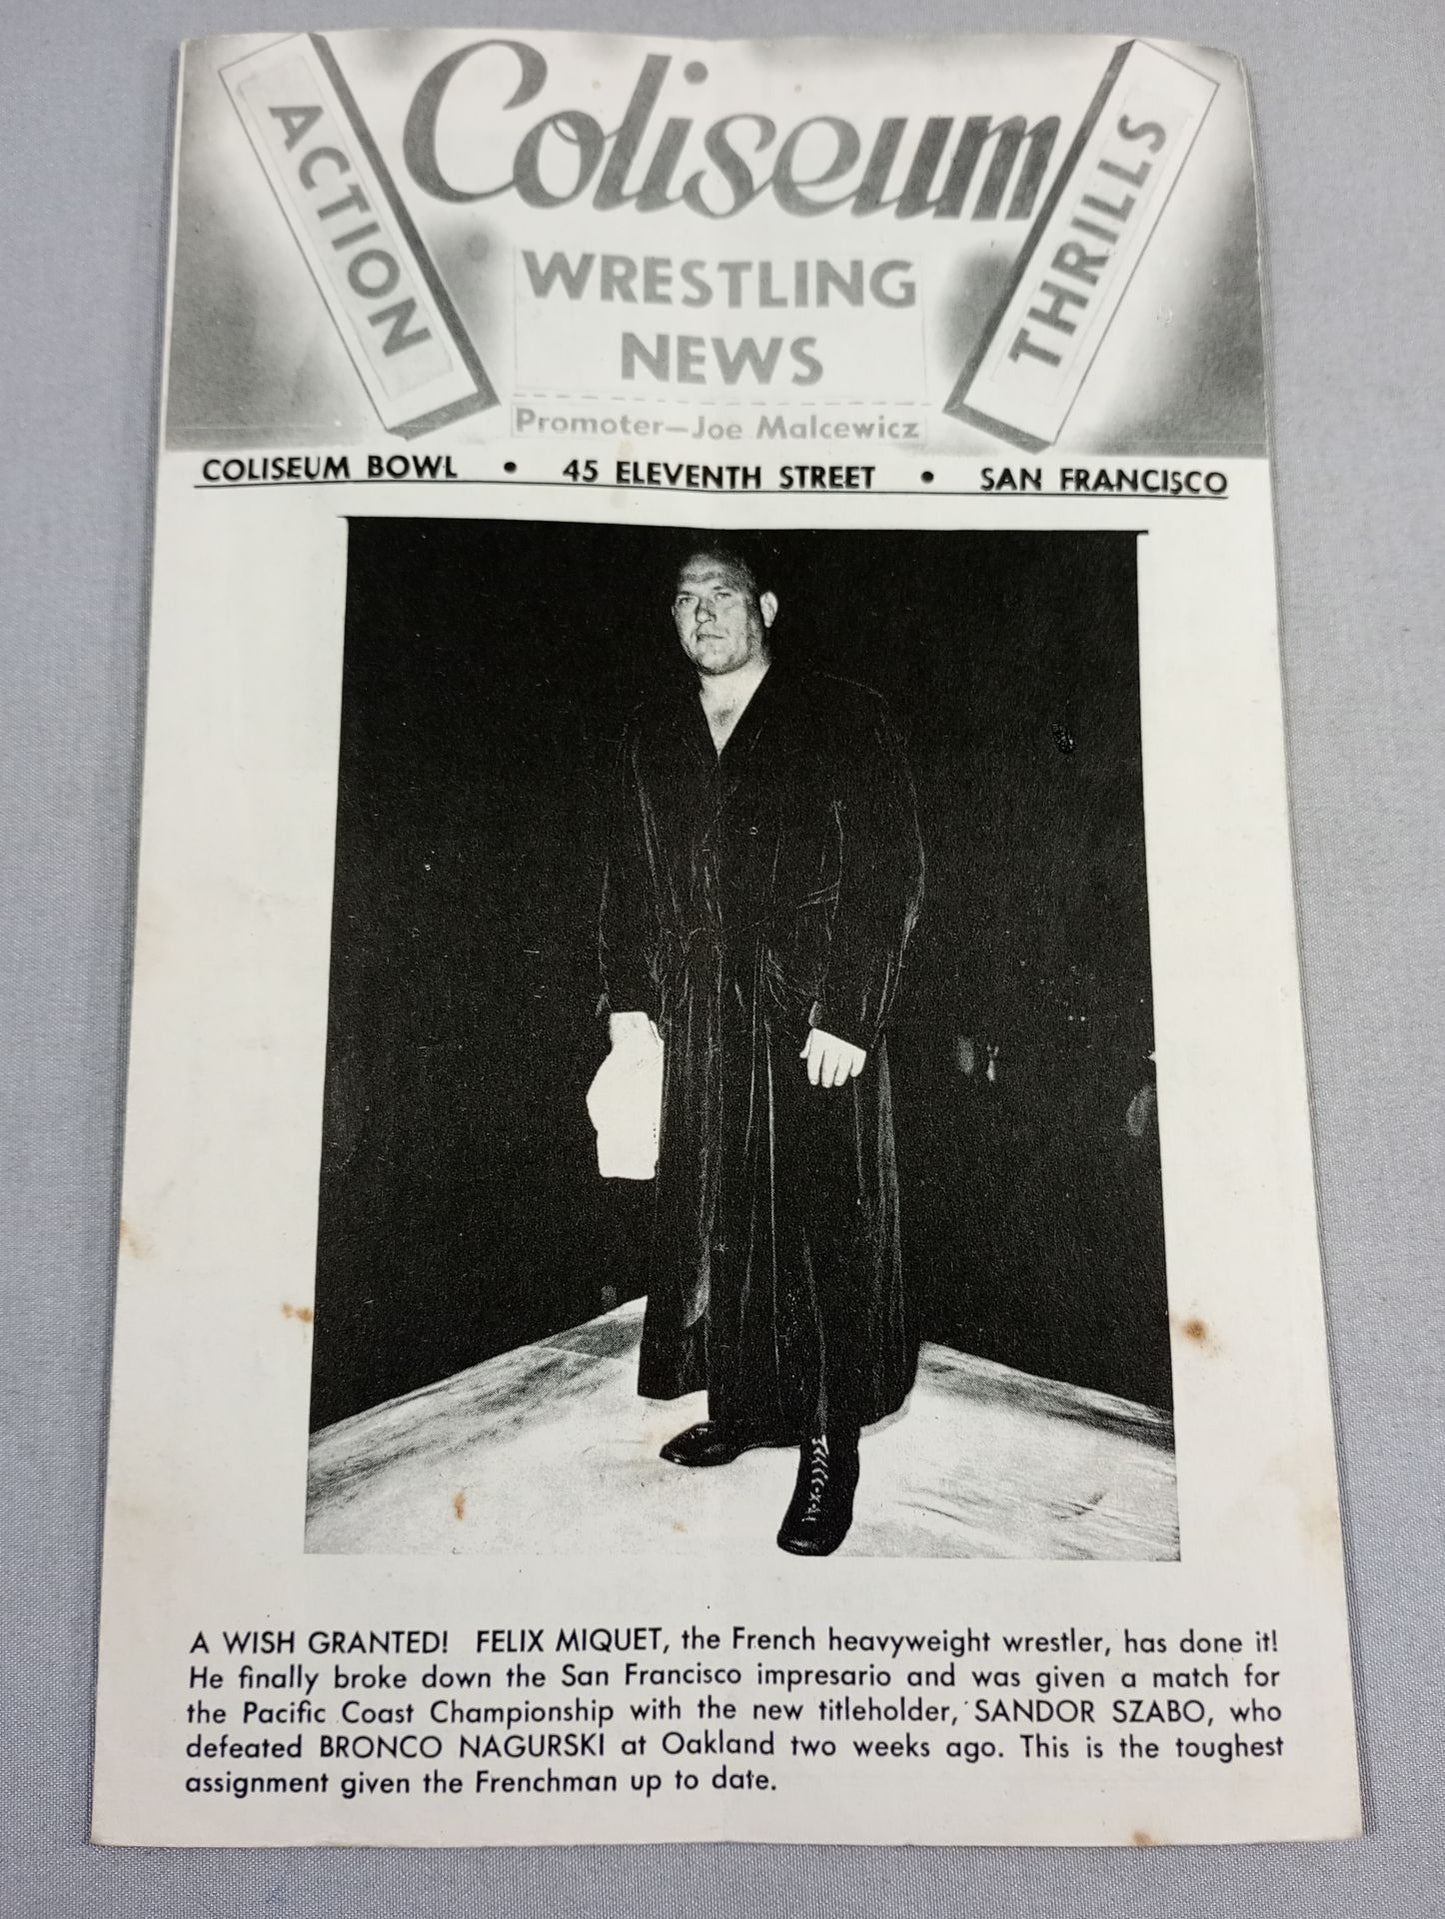 ACTION
Coliseum
THRILLS
WRESTLING
NEWS
Promoter—Joe Malcewicz
COLISEUM BOWL • 45 ELEVENTH STREET • SAN FRANCISCO
A WISH GRANTED! FELIX MIQUET, the French heavyweight wrestler, has done it!
He finally broke down the San Francisco impresario and was given a match for
the Pacific Coast Championship with the new titleholder, SANDOR SZABO, who
defeated BRONCO NAGURSKI at Oakland two weeks ago. This is the toughest
assignment given the Frenchman up to date.